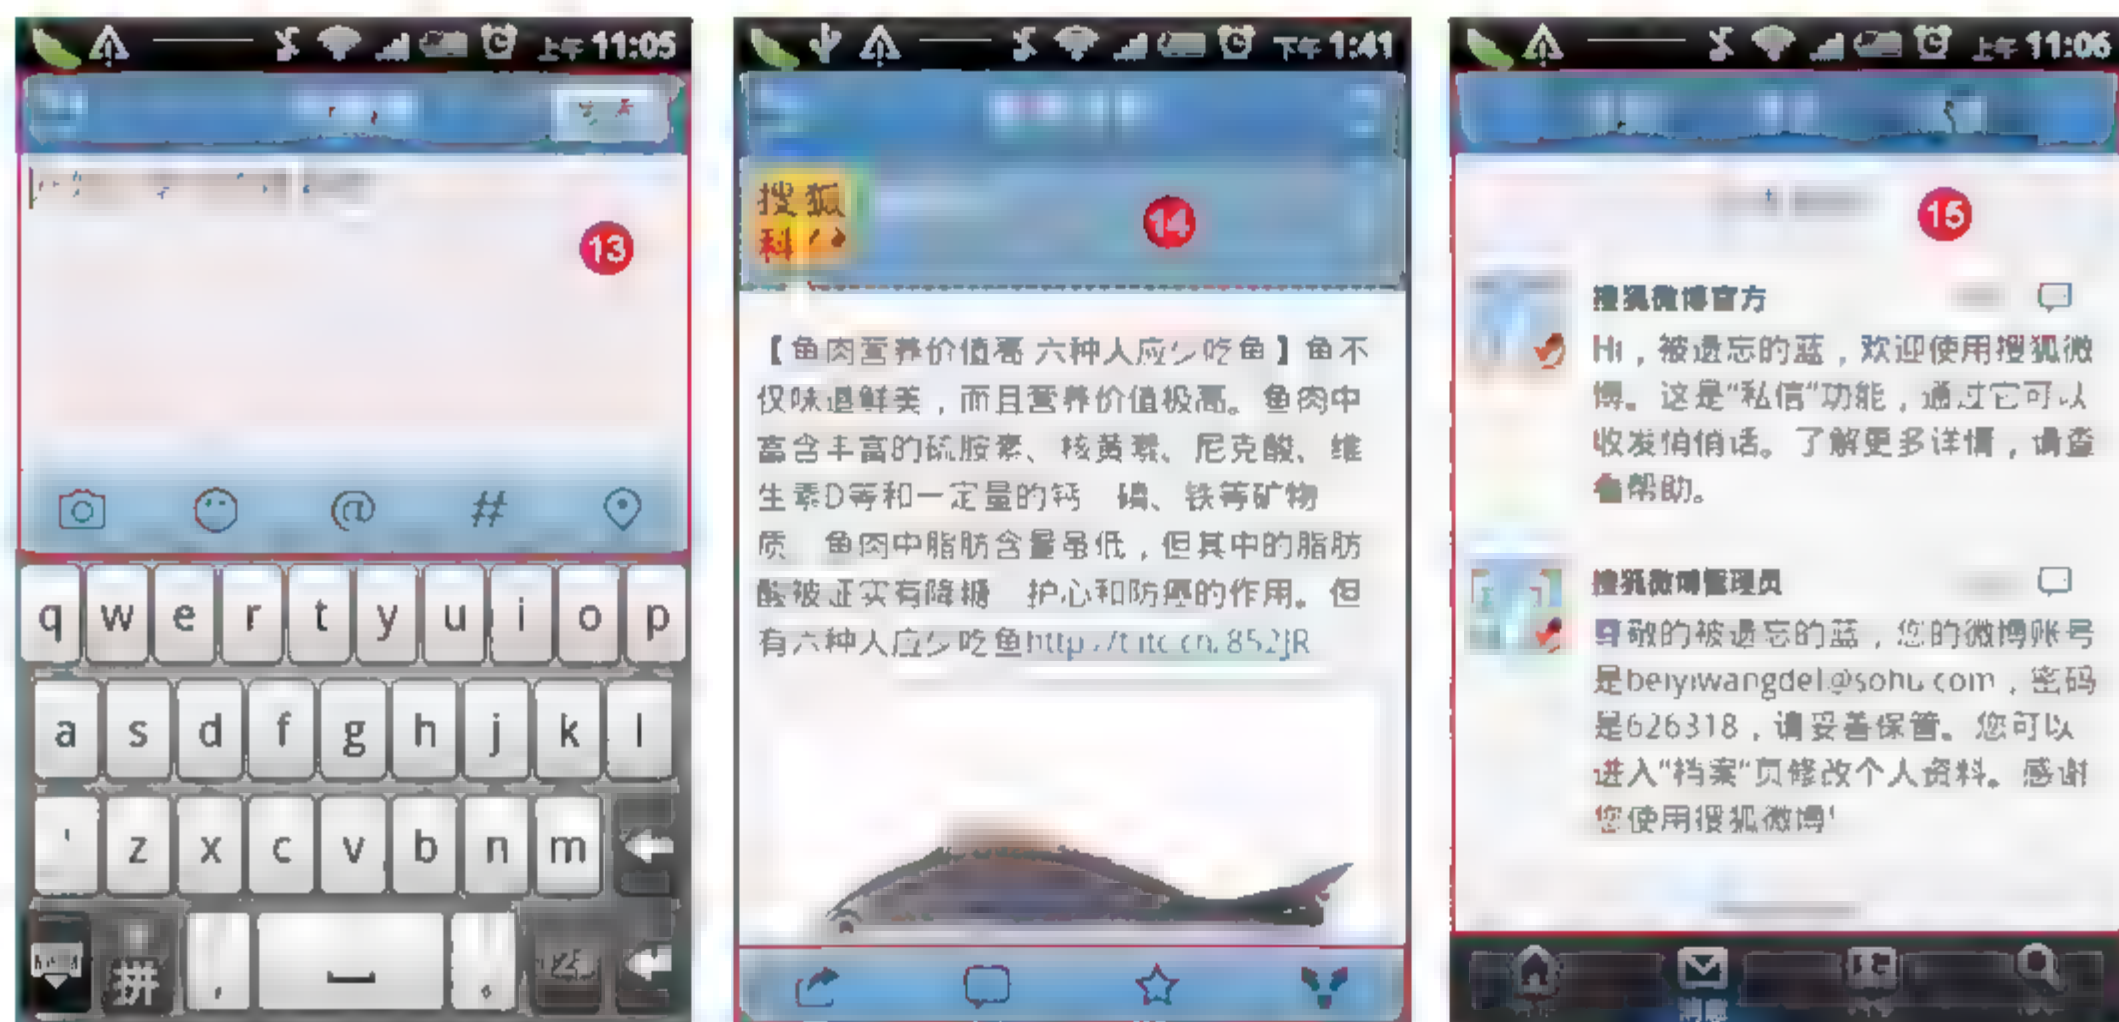 上午 11:05
13
@
#
q w e r t y u i o p
a s d f g h j k l
' z x c v b n m
拼 , 。
下午 1:41
搜狐
科
14
【鱼肉营养价值高 六种人应少吃鱼】鱼不
仅味道鲜美，而且营养价值极高。鱼肉中
富含丰富的硫胺素、核黄素、尼克酸、维
生素D等和一定量的钙 磷、铁等矿物
质 鱼肉中脂肪含量虽低，但其中的脂肪
酸被证实有降糖 护心和防癌的作用。但
有六种人应少吃鱼http://t.itc.cn/852JR
上午 11:06
15
搜狐微博官方
Hi，被遗忘的蓝，欢迎使用搜狐微
博。这是“私信”功能，通过它可以
收发悄悄话。了解更多详情，请查
看帮助。
搜狐微博管理员
尊敬的被遗忘的蓝，您的微博账号
是beiyiwangdel@sohu.com，密码
是626318，请妥善保管。您可以
进入“档案”页修改个人资料。感谢
您使用搜狐微博!